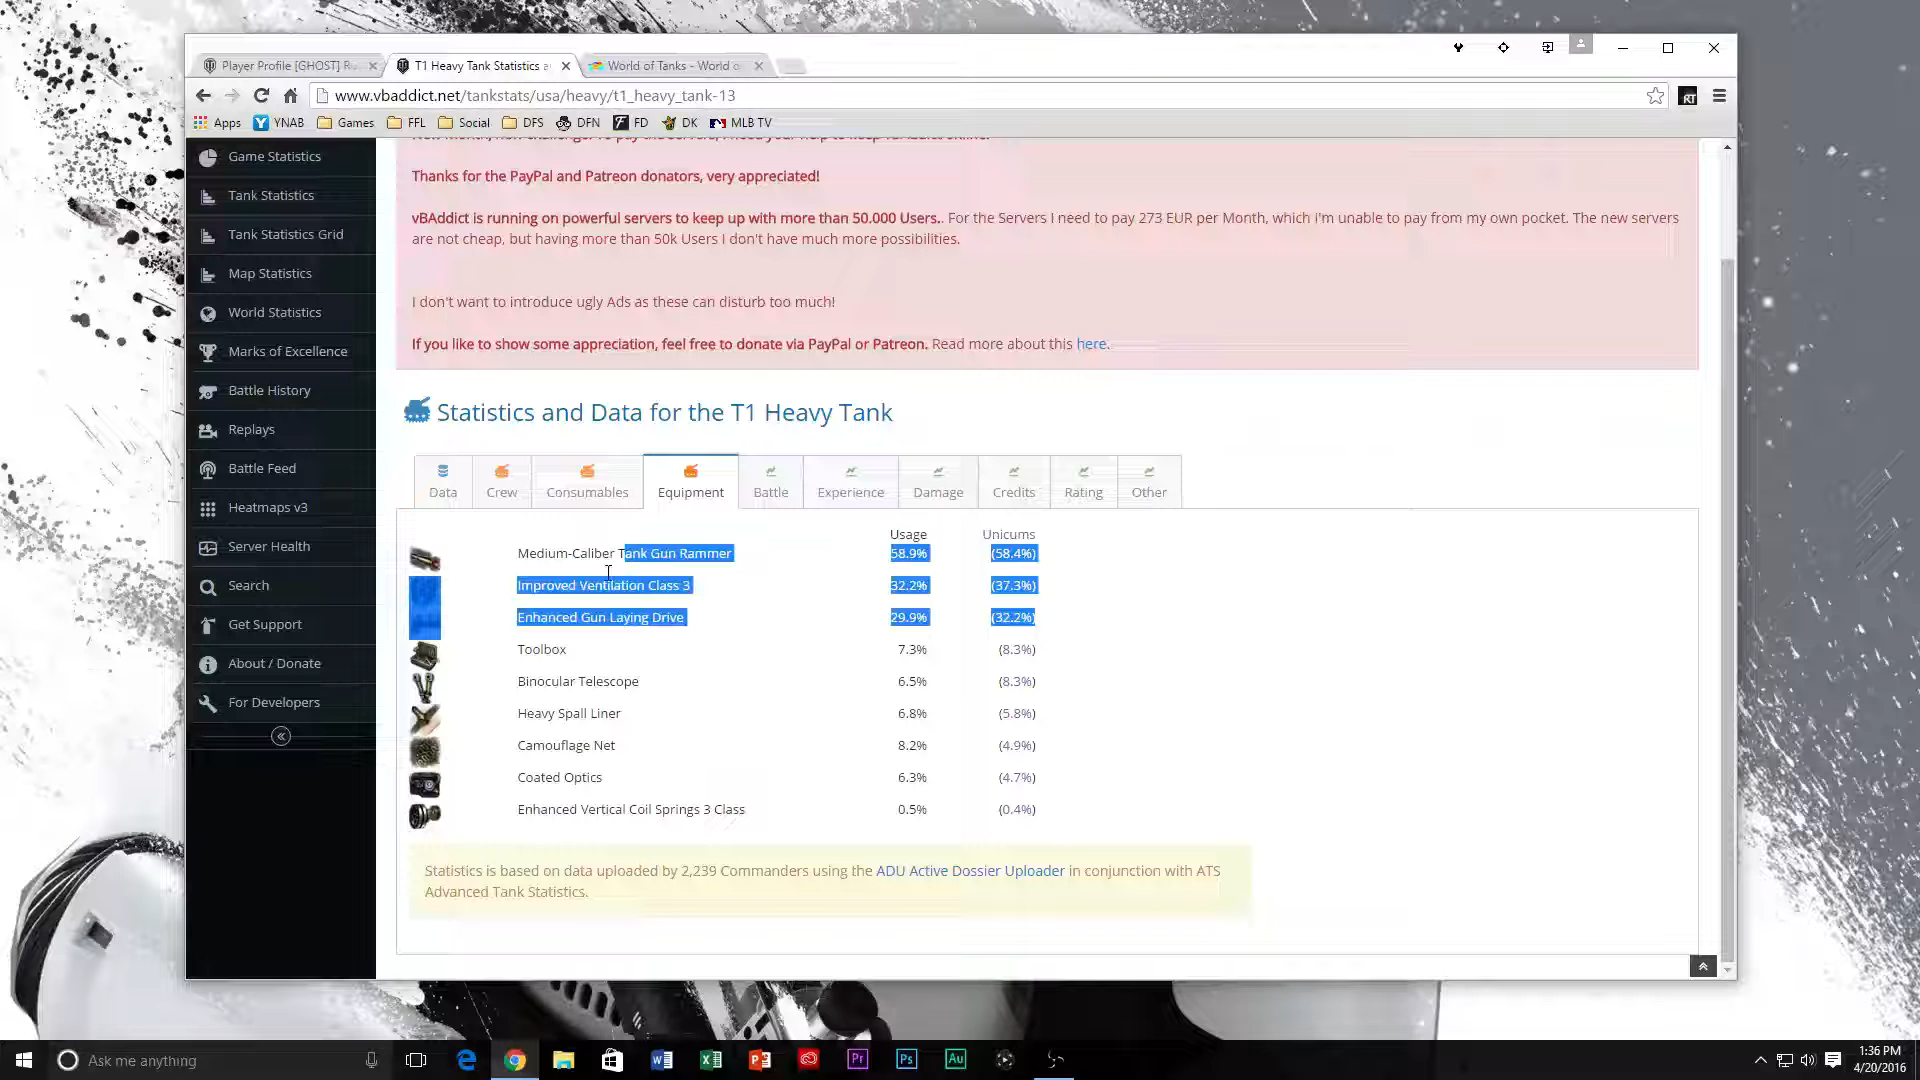 Player Profile [GHOST] R
T1 Heavy Tank Statistics a
World of Tanks - World o
www.vbaddict.net/tankstats/usa/heavy/t1_heavy_tank-13
Apps YNAB Games FFL Social DFS DFN FD DK MLB TV
Game Statistics
Tank Statistics
Tank Statistics Grid
Map Statistics
World Statistics
Marks of Excellence
Battle History
Replays
Battle Feed
Heatmaps v3
Server Health
Search
Get Support
About / Donate
For Developers
Thanks for the PayPal and Patreon donators, very appreciated!
vBAddict is running on powerful servers to keep up with more than 50.000 Users.. For the Servers I need to pay 273 EUR per Month, which i'm unable to pay from my own pocket. The new servers
are not cheap, but having more than 50k Users I don't have much more possibilities.
I don't want to introduce ugly Ads as these can disturb too much!
If you like to show some appreciation, feel free to donate via PayPal or Patreon. Read more about this here.
Statistics and Data for the T1 Heavy Tank
Data Crew Consumables Equipment Battle Experience Damage Credits Rating Other
Usage Unicums
Medium-Caliber Tank Gun Rammer 58.9% (58.4%)
Improved Ventilation Class 3 32.2% (37.3%)
Enhanced Gun Laying Drive 29.9% (32.2%)
Toolbox 7.3% (8.3%)
Binocular Telescope 6.5% (8.3%)
Heavy Spall Liner 6.8% (5.8%)
Camouflage Net 8.2% (4.9%)
Coated Optics 6.3% (4.7%)
Enhanced Vertical Coil Springs 3 Class 0.5% (0.4%)
Statistics is based on data uploaded by 2,239 Commanders using the ADU Active Dossier Uploader in conjunction with ATS
Advanced Tank Statistics.
Ask me anything
1:36 PM
4/20/2016